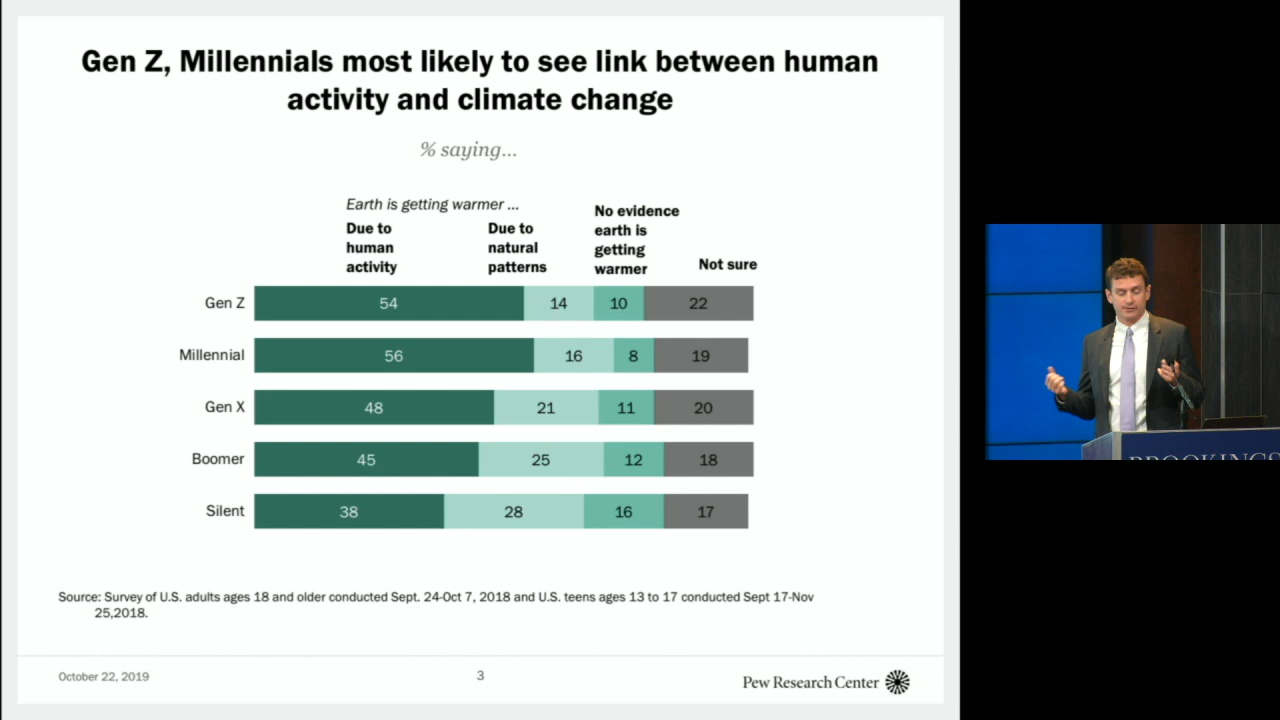 Gen Z, Millennials most likely to see link between human
activity and climate change
% saying...
Earth is getting warmer ...
Due to
human
activity
Due to
natural
patterns
No evidence
earth is
getting
warmer
Not sure
Gen Z 54 14 10 22
Millennial 56 16 8 19
Gen X 48 21 11 20
Boomer 45 25 12 18
Silent 38 28 16 17
Source: Survey of U.S. adults ages 18 and older conducted Sept. 24-Oct 7, 2018 and U.S. teens ages 13 to 17 conducted Sept 17-Nov
25,2018.
October 22, 2019
3
Pew Research Center
BROOKINGS